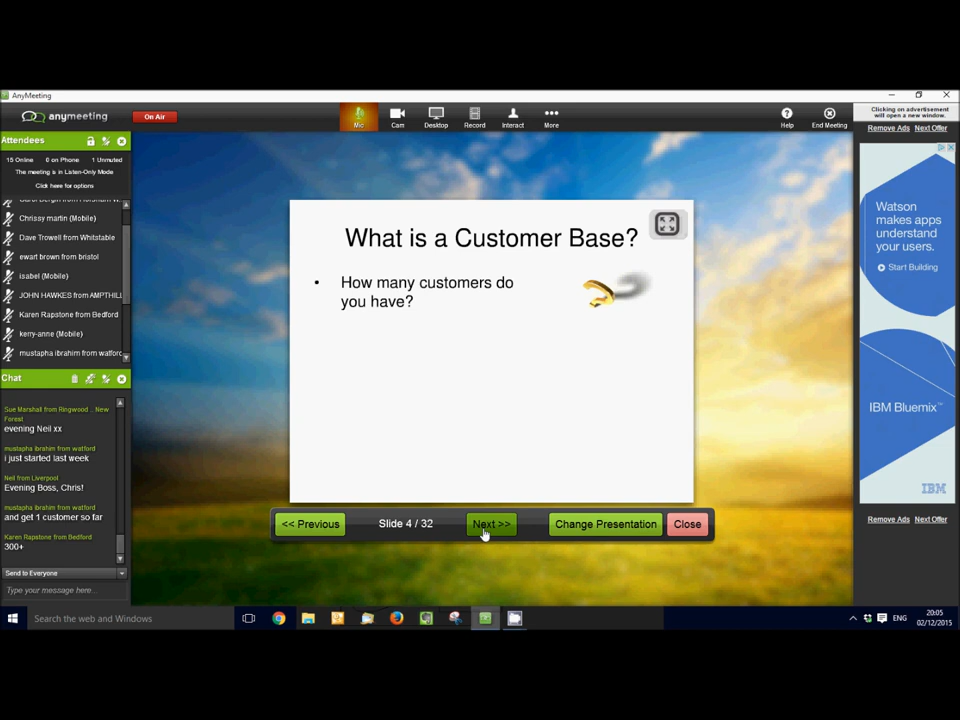 AnyMeeting
anymeeting
On Air
Mic
Cam
Desktop
Record
Interact
More
Help
End Meeting
Clicking on advertisement
will open a new window.
Remove Ads Next Offer
Attendees
15 Online 0 on Phone 1 Unmuted
The meeting is in Listen-Only Mode
Click here for options
Chrissy martin (Mobile)
Dave Trowell from Whitstable
ewart brown from bristol
isabel (Mobile)
JOHN HAWKES from AMPTHILL
Karen Rapstone from Bedford
kerry-anne (Mobile)
mustapha ibrahim from watford
Chat
Sue Marshall from Ringwood .. New
Forest
evening Neil xx
mustapha ibrahim from watford
i just started last week
Neil from Liverpool
Evening Boss, Chris!
mustapha ibrahim from watford
and get 1 customer so far
Karen Rapstone from Bedford
300+
Send to Everyone
Type your message here...
What is a Customer Base?
• How many customers do
you have?
<< Previous
Slide 4 / 32
Next >>
Change Presentation
Close
Watson
makes apps
understand
your users.
Start Building
IBM Bluemix™
IBM
Remove Ads Next Offer
Search the web and Windows
ENG
20:05
02/12/2015